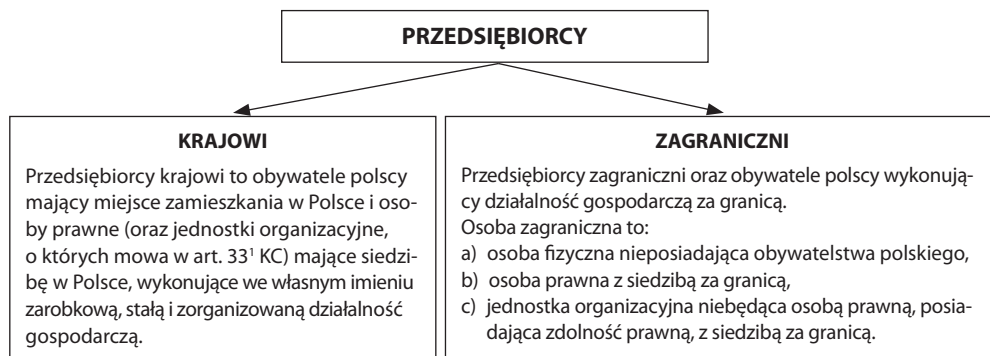 PRZEDSIĘBIORCY
KRAJOWI
Przedsiębiorcy krajowi to obywatele polscy
mający miejsce zamieszkania w Polsce i oso-
by prawne (oraz jednostki organizacyjne,
o których mowa w art. 33¹ KC) mające siedzi-
bę w Polsce, wykonujące we własnym imieniu
zarobkową, stałą i zorganizowaną działalność
gospodarczą.
ZAGRANICZNI
Przedsiębiorcy zagraniczni oraz obywatele polscy wykonują-
cy działalność gospodarczą za granicą.
Osoba zagraniczna to:
a) osoba fizyczna nieposiadająca obywatelstwa polskiego,
b) osoba prawna z siedzibą za granicą,
c) jednostka organizacyjna niebędąca osobą prawną, posia-
dająca zdolność prawną, z siedzibą za granicą.